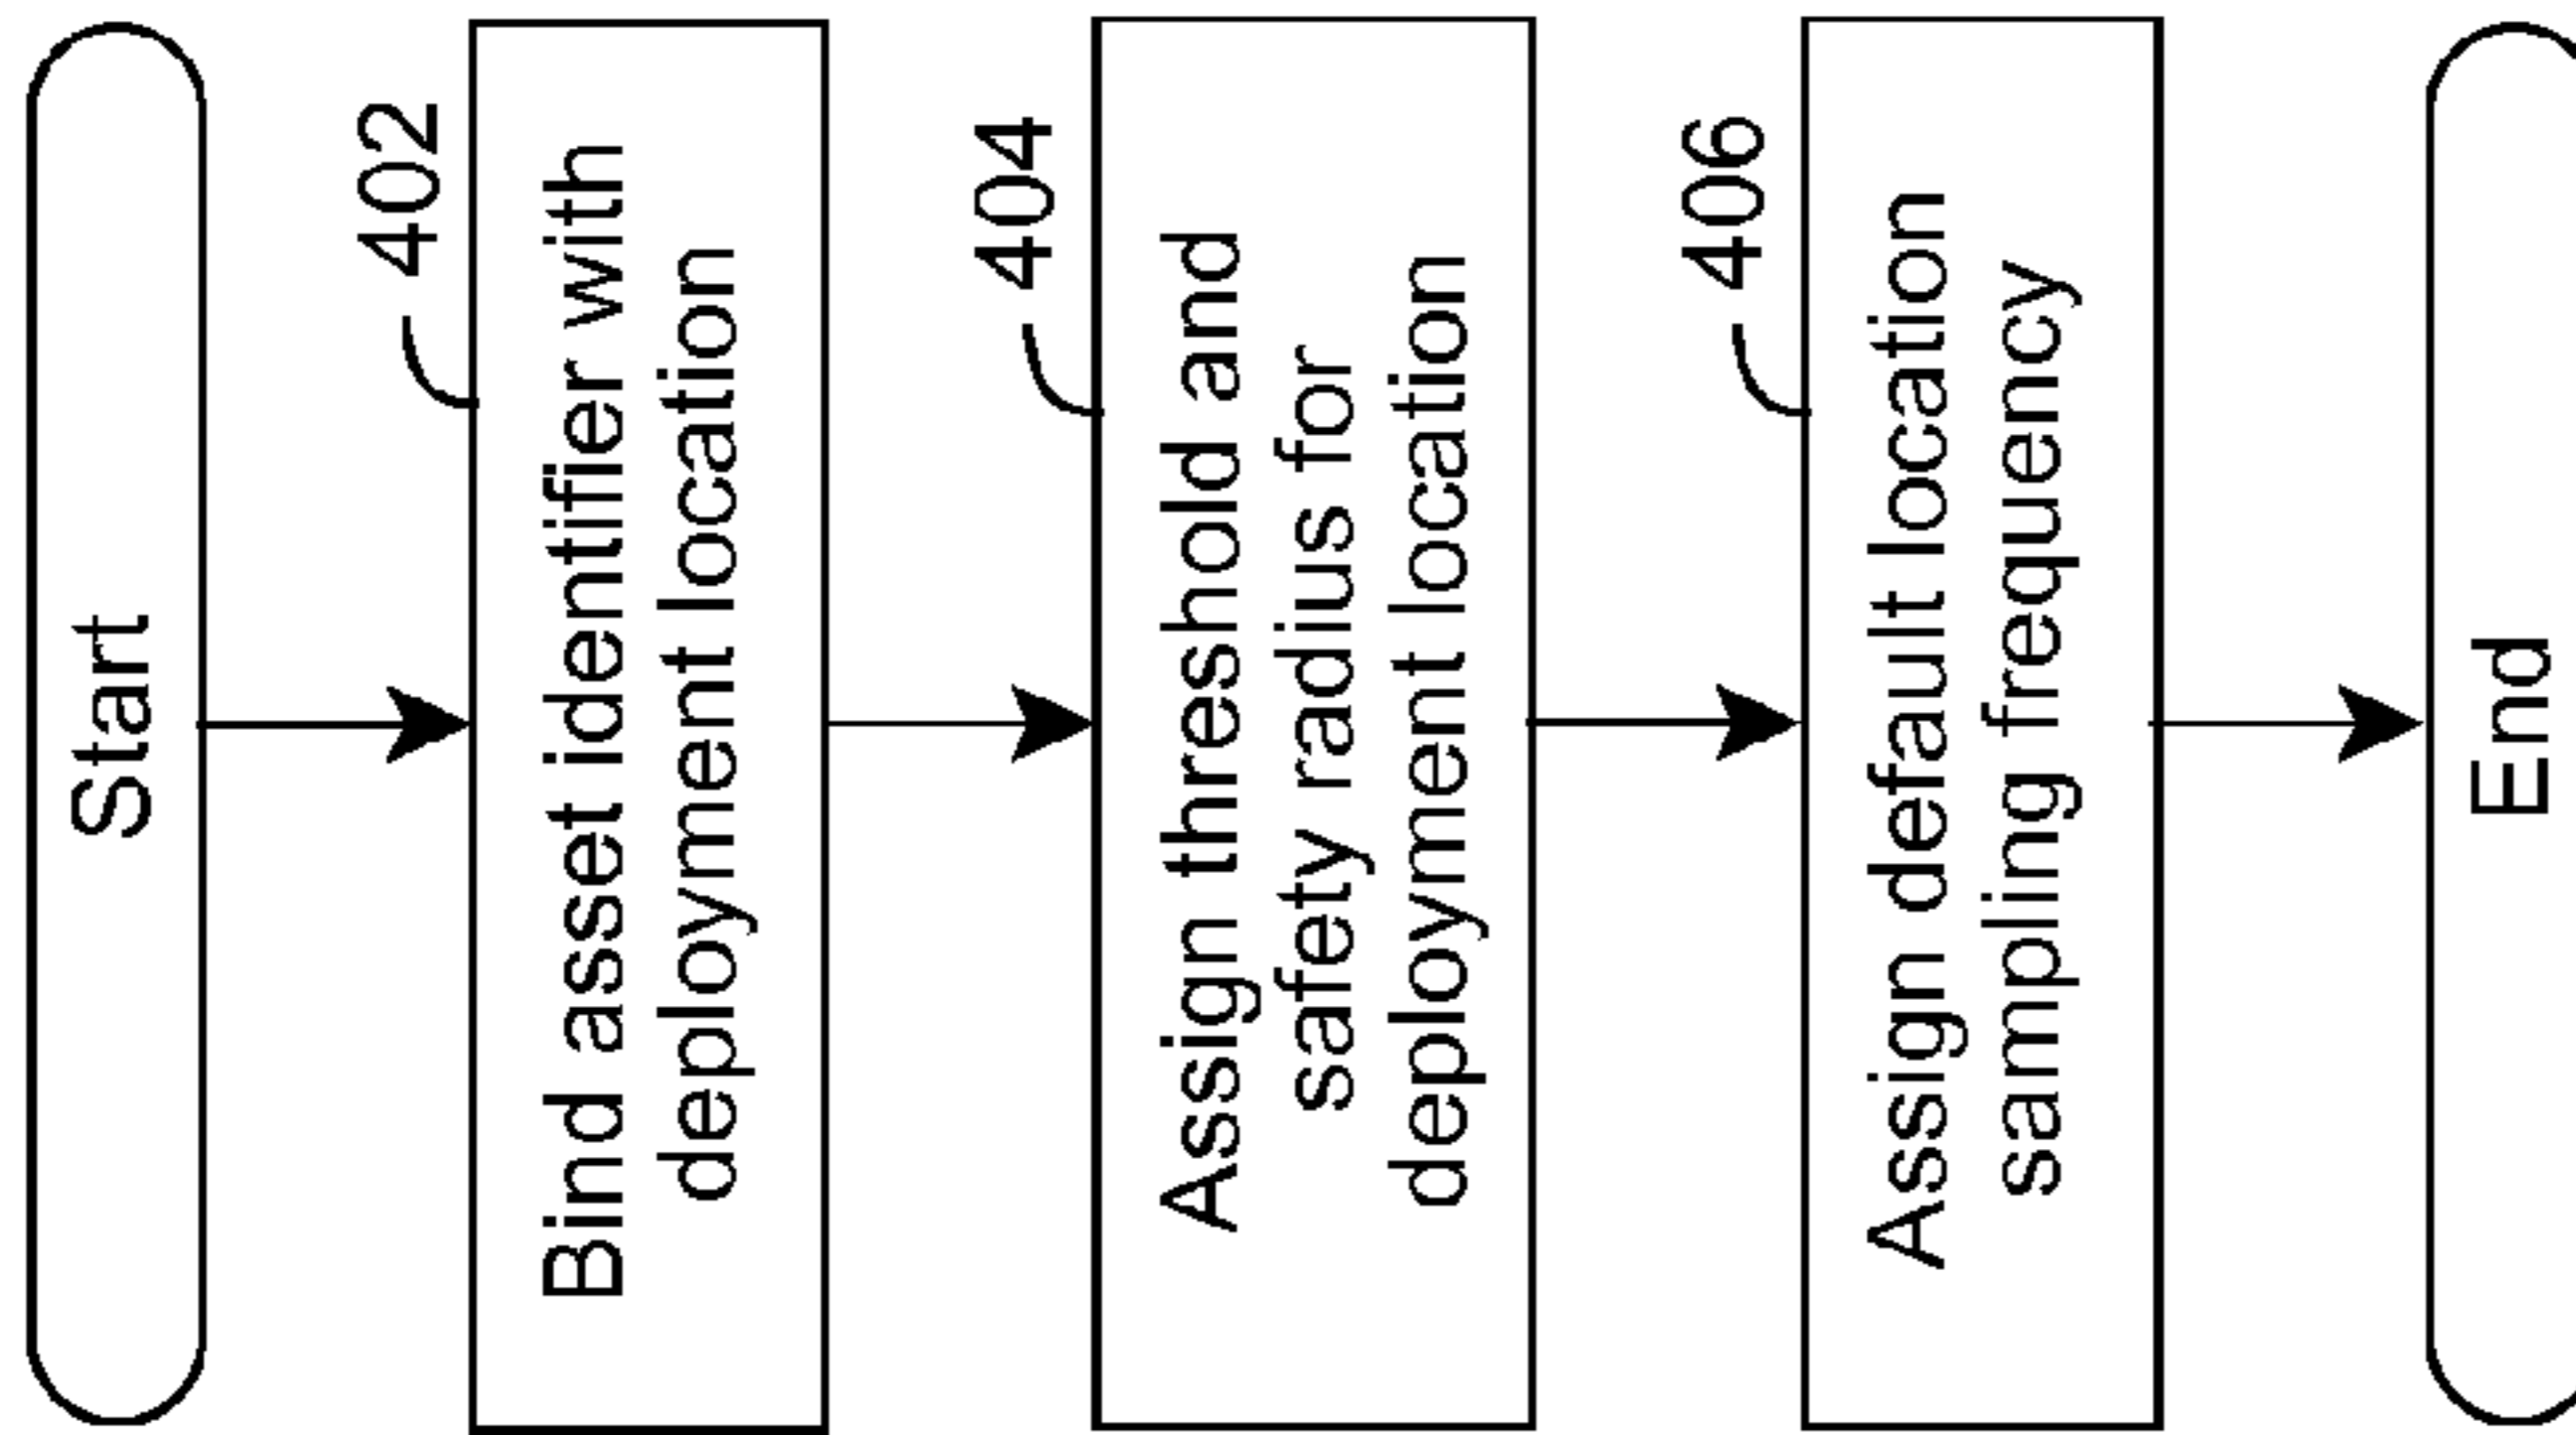 Start
402
Bind asset identifier with
deployment location
404
Assign threshold and
safety radius for
deployment location
406
Assign default location
sampling frequency
End